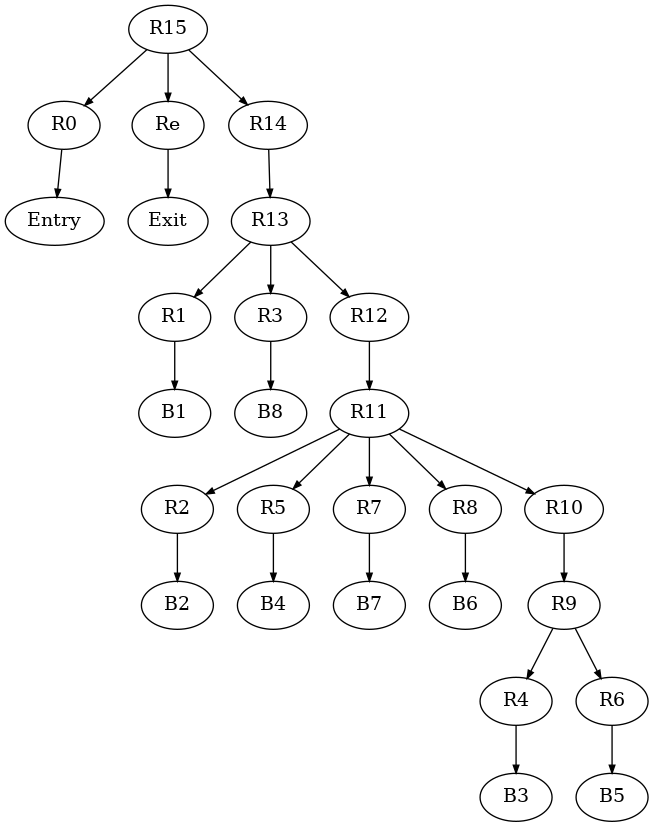 R15
R0 Re R14
Entry Exit R13
R1 R3 R12
B1 B8 R11
R2 R5 R7 R8 R10
B2 B4 B7 B6 R9
R4 R6
B3 B5